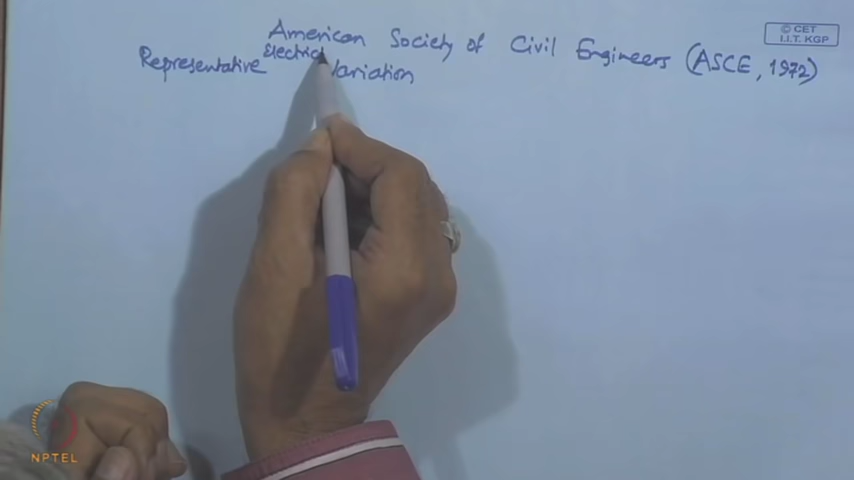 American Society of Civil Engineers (ASCE, 1972)
Representative Electrical Variation
© CET
I.I.T. KGP
NPTEL